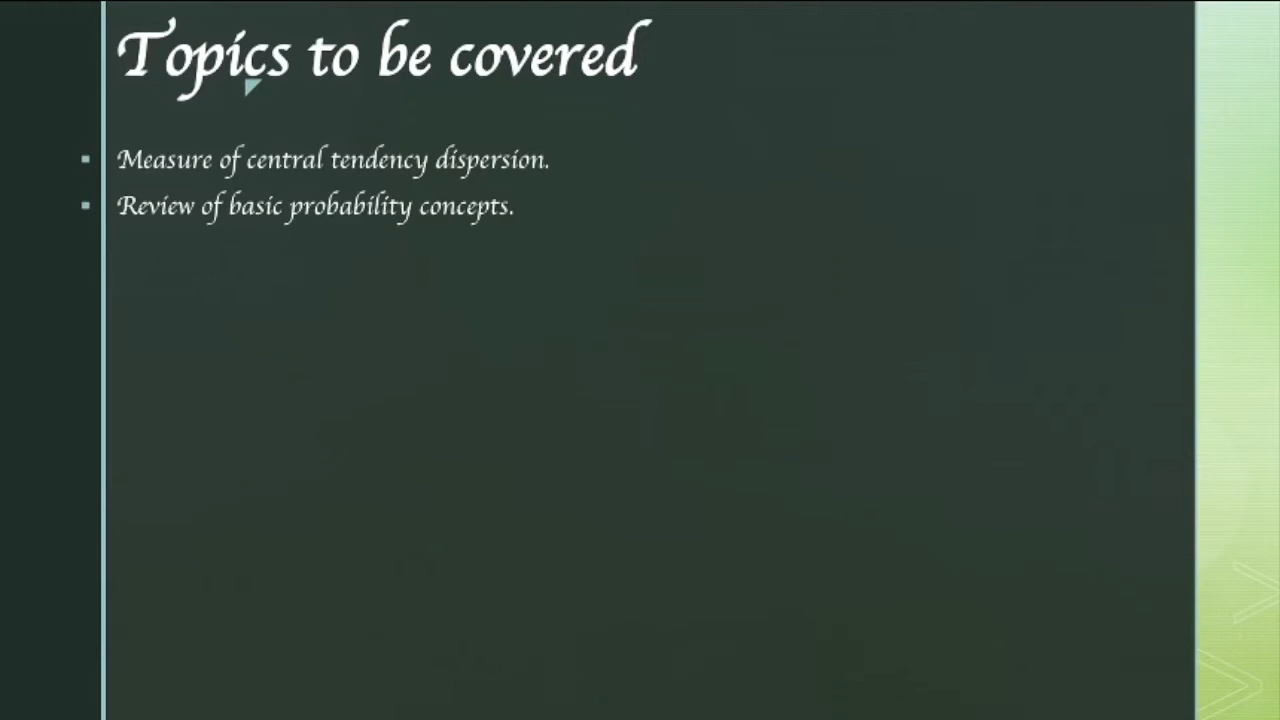 Topics to be covered
Measure of central tendency dispersion.
Review of basic probability concepts.